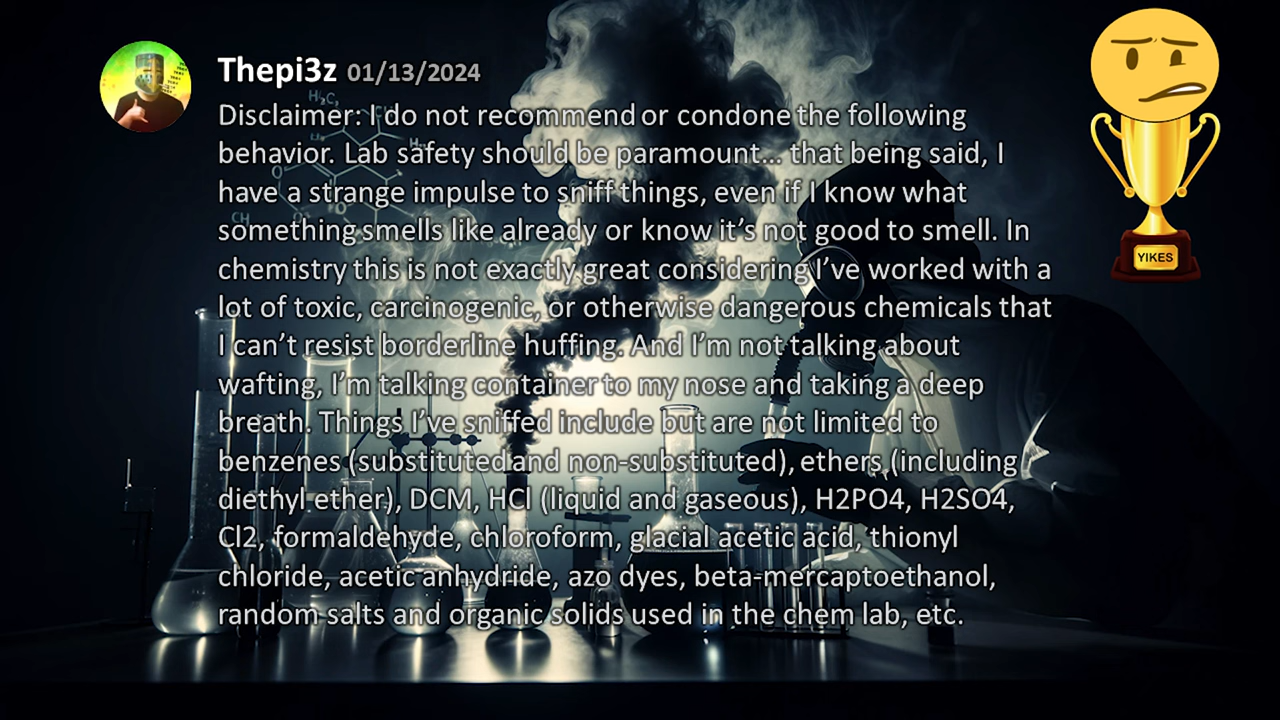 Thepi3z 01/13/2024
Disclaimer: I do not recommend or condone the following
behavior. Lab safety should be paramount... that being said, I
have a strange impulse to sniff things, even if I know what
something smells like already or know it's not good to smell. In
chemistry this is not exactly great considering I've worked with a
lot of toxic, carcinogenic, or otherwise dangerous chemicals that
I can't resist borderline huffing. And I'm not talking about
wafting, I'm talking container to my nose and taking a deep
breath. Things I've sniffed include but are not limited to
benzenes (substituted and non-substituted), ethers (including
diethyl ether), DCM, HCl (liquid and gaseous), H2PO4, H2SO4,
Cl2, formaldehyde, chloroform, glacial acetic acid, thionyl
chloride, acetic anhydride, azo dyes, beta-mercaptoethanol,
random salts and organic solids used in the chem lab, etc.
YIKES